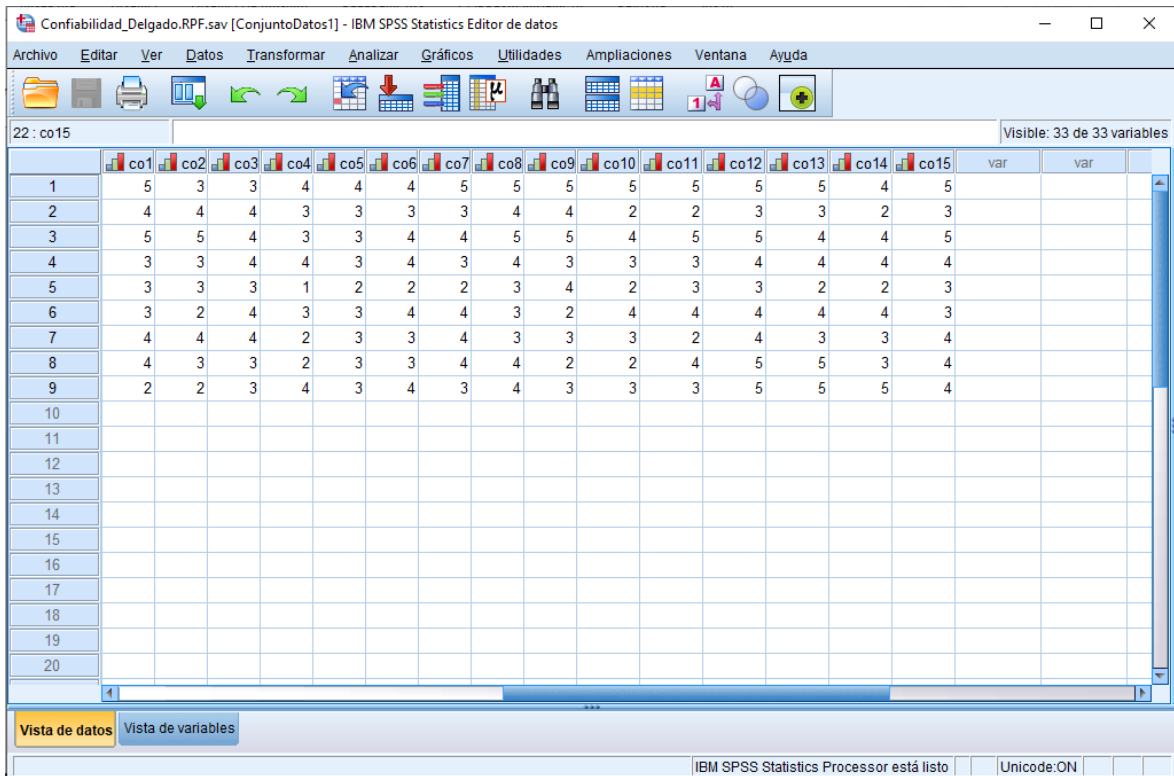 Confiabilidad_Delgado.RPF.sav [ConjuntoDatos1] - IBM SPSS Statistics Editor de datos
Archivo Editar Ver Datos Transformar Analizar Gráficos Utilidades Ampliaciones Ventana Ayuda
22 : co15 Visible: 33 de 33 variables
co1 co2 co3 co4 co5 co6 co7 co8 co9 co10 co11 co12 co13 co14 co15 var var
1 5 3 3 4 4 4 5 5 5 5 5 5 5 4 5
2 4 4 4 3 3 3 3 4 4 2 2 3 3 2 3
3 5 5 4 3 3 4 4 5 5 4 5 5 4 4 5
4 3 3 4 4 3 4 3 4 3 3 3 4 4 4 4
5 3 3 3 1 2 2 2 3 4 2 3 3 2 2 3
6 3 2 4 3 3 4 4 3 2 4 4 4 4 4 3
7 4 4 4 2 3 3 4 3 3 3 2 4 3 3 4
8 4 3 3 2 3 3 4 4 2 2 4 5 5 3 4
9 2 2 3 4 3 4 3 4 3 3 3 5 5 5 4
10
11
12
13
14
15
16
17
18
19
20
Vista de datos Vista de variables
IBM SPSS Statistics Processor está listo Unicode:ON